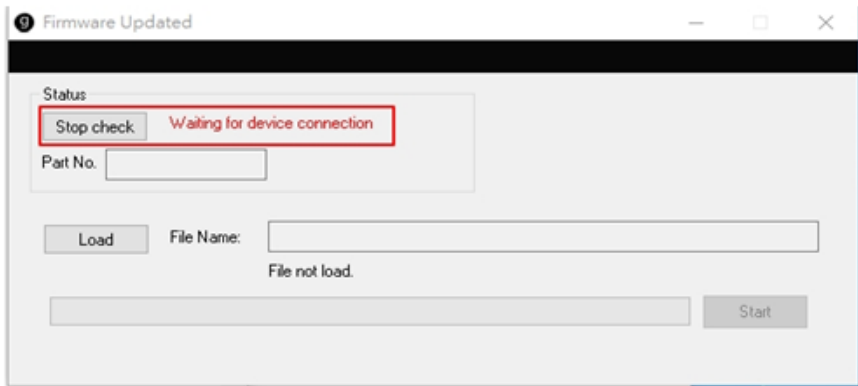 g Firmware Updated
Status
Stop check Waiting for device connection
Part No.
Load File Name:
File not load.
Start